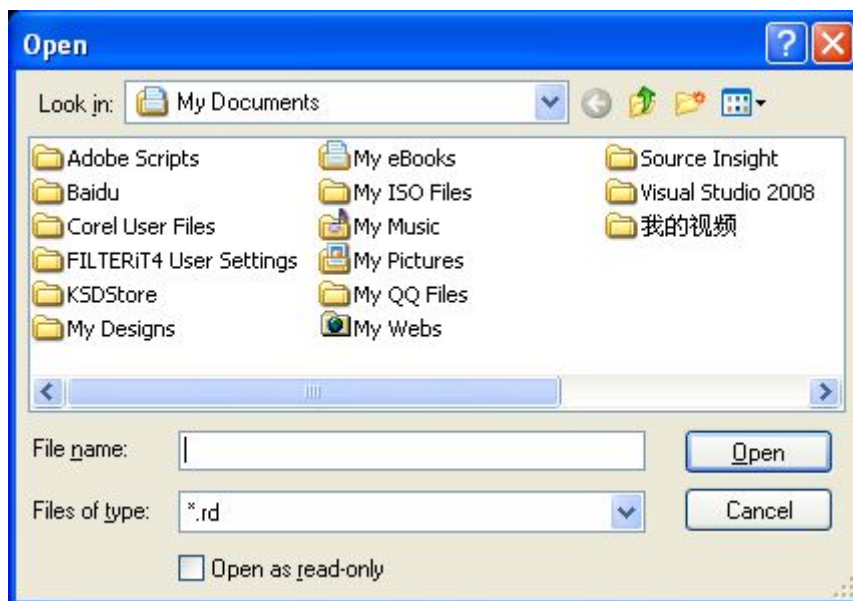 Open
Look in: My Documents
Adobe Scripts
Baidu
Corel User Files
FILTERiT4 User Settings
KSDStore
My Designs
My eBooks
My ISO Files
My Music
My Pictures
My QQ Files
My Webs
Source Insight
Visual Studio 2008
我的视频
File name:
Open
Files of type: *.rd
Cancel
Open as read-only